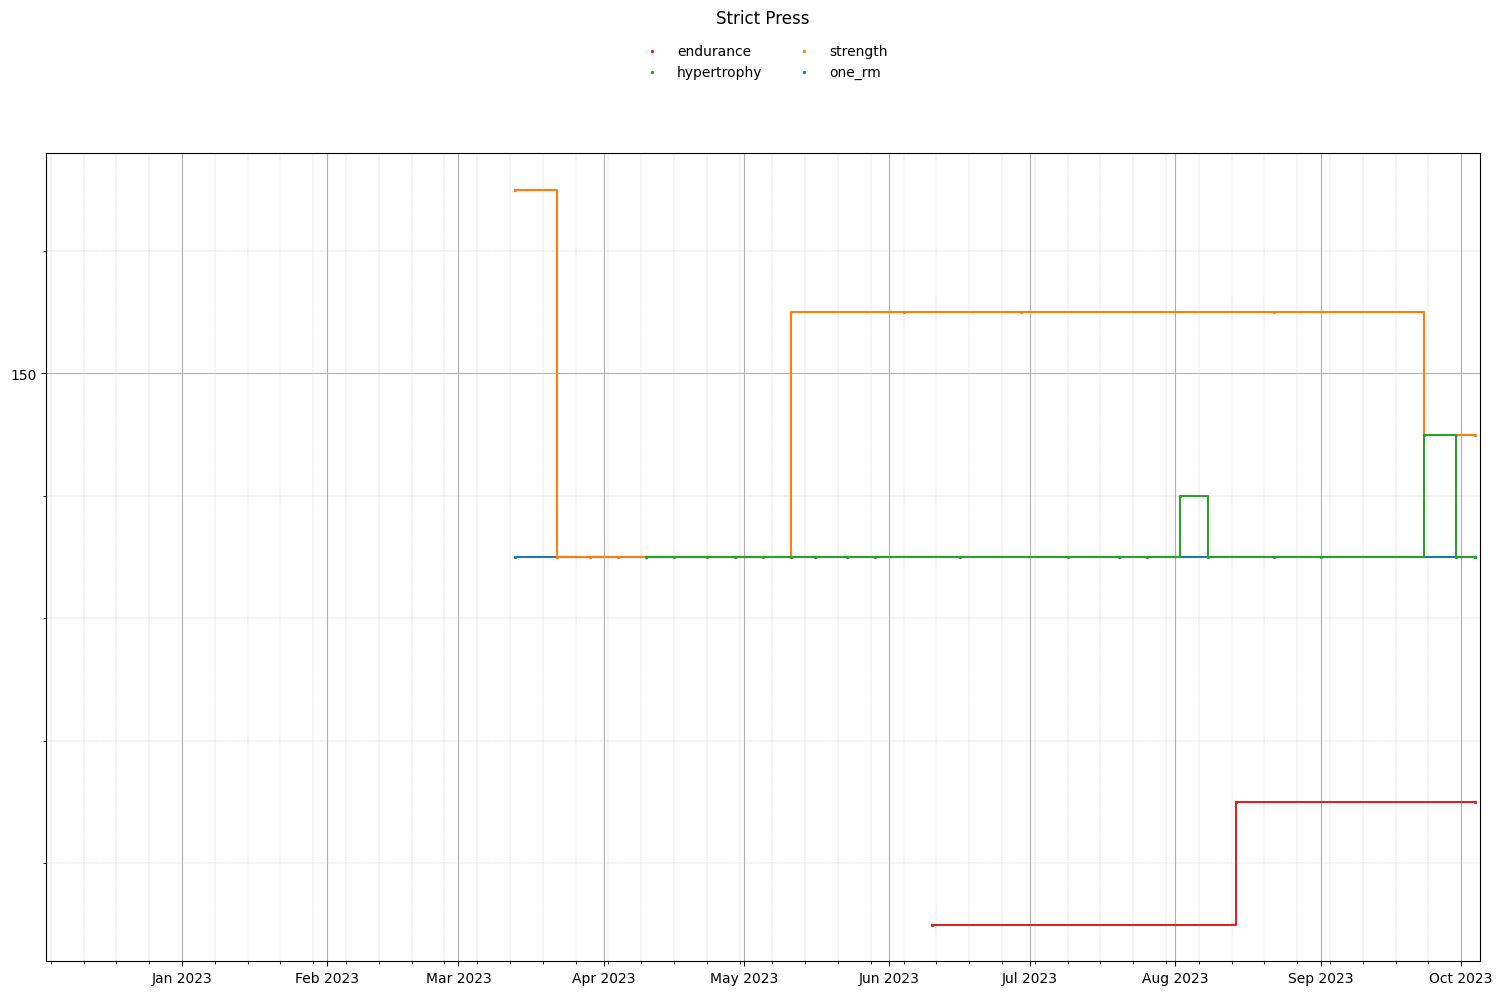 Strict Press
endurance
hypertrophy
strength
one_rm
150
Jan 2023
Feb 2023
Mar 2023
Apr 2023
May 2023
Jun 2023
Jul 2023
Aug 2023
Sep 2023
Oct 2023